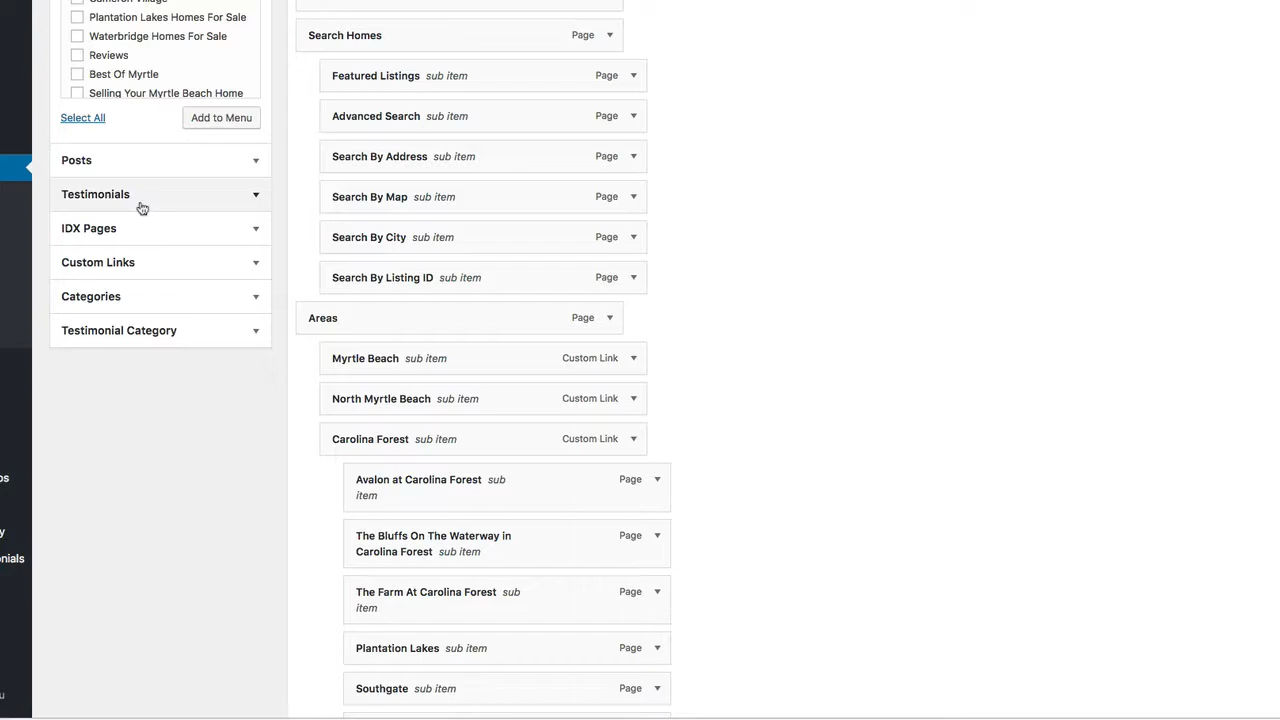 Cameron Village
Plantation Lakes Homes For Sale
Waterbridge Homes For Sale
Reviews
Best Of Myrtle
Selling Your Myrtle Beach Home
Select All
Add to Menu
Posts
Testimonials
IDX Pages
Custom Links
Categories
Testimonial Category
Search Homes Page
Featured Listings sub item Page
Advanced Search sub item Page
Search By Address sub item Page
Search By Map sub item Page
Search By City sub item Page
Search By Listing ID sub item Page
Areas Page
Myrtle Beach sub item Custom Link
North Myrtle Beach sub item Custom Link
Carolina Forest sub item Custom Link
Avalon at Carolina Forest sub Page
item
The Bluffs On The Waterway in Page
Carolina Forest sub item
The Farm At Carolina Forest sub Page
item
Plantation Lakes sub item Page
Southgate sub item Page